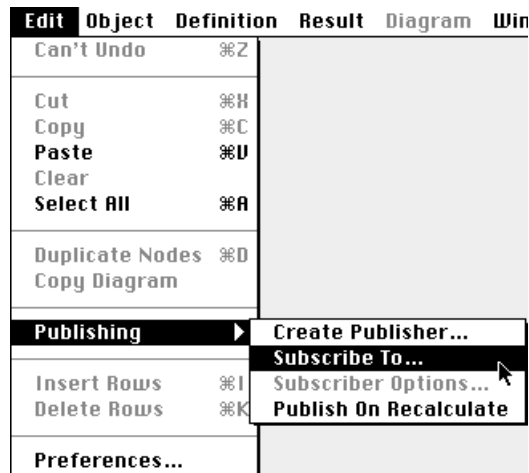 Edit Object Definition Result Diagram Win
Can't Undo ⌘Z
Cut ⌘X
Copy ⌘C
Paste ⌘V
Clear
Select All ⌘A
Duplicate Nodes ⌘D
Copy Diagram
Publishing
Create Publisher...
Subscribe To...
Subscriber Options...
Publish On Recalculate
Insert Rows ⌘I
Delete Rows ⌘K
Preferences...